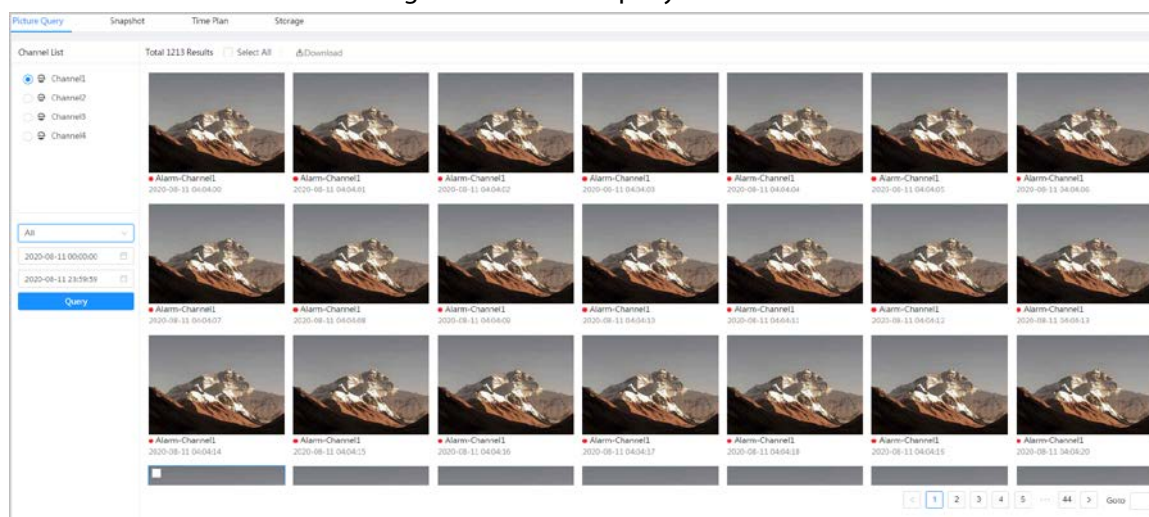 Picture Query Snapshot Time Plan Storage
Channel List Total 1213 Results Select All Download
Channel1
Channel2
Channel3
Channel4
Alarm-Channel1 Alarm-Channel1 Alarm-Channel1 Alarm-Channel1 Alarm-Channel1 Alarm-Channel1 Alarm-Channel1
2020-08-11 04:04:00 2020-08-11 04:04:01 2020-08-11 04:04:02 2020-08-11 04:04:03 2020-08-11 04:04:04 2020-08-11 04:04:05 2020-08-11 04:04:06
All
2020-08-11 00:00:00
2020-08-11 23:59:59
Query
Alarm-Channel1 Alarm-Channel1 Alarm-Channel1 Alarm-Channel1 Alarm-Channel1 Alarm-Channel1 Alarm-Channel1
2020-08-11 04:04:07 2020-08-11 04:04:08 2020-08-11 04:04:09 2020-08-11 04:04:10 2020-08-11 04:04:11 2020-08-11 04:04:12 2020-08-11 04:04:13
Alarm-Channel1 Alarm-Channel1 Alarm-Channel1 Alarm-Channel1 Alarm-Channel1 Alarm-Channel1 Alarm-Channel1
2020-08-11 04:04:14 2020-08-11 04:04:15 2020-08-11 04:04:16 2020-08-11 04:04:17 2020-08-11 04:04:18 2020-08-11 04:04:19 2020-08-11 04:04:20
< 1 2 3 4 5 ··· 44 > Goto